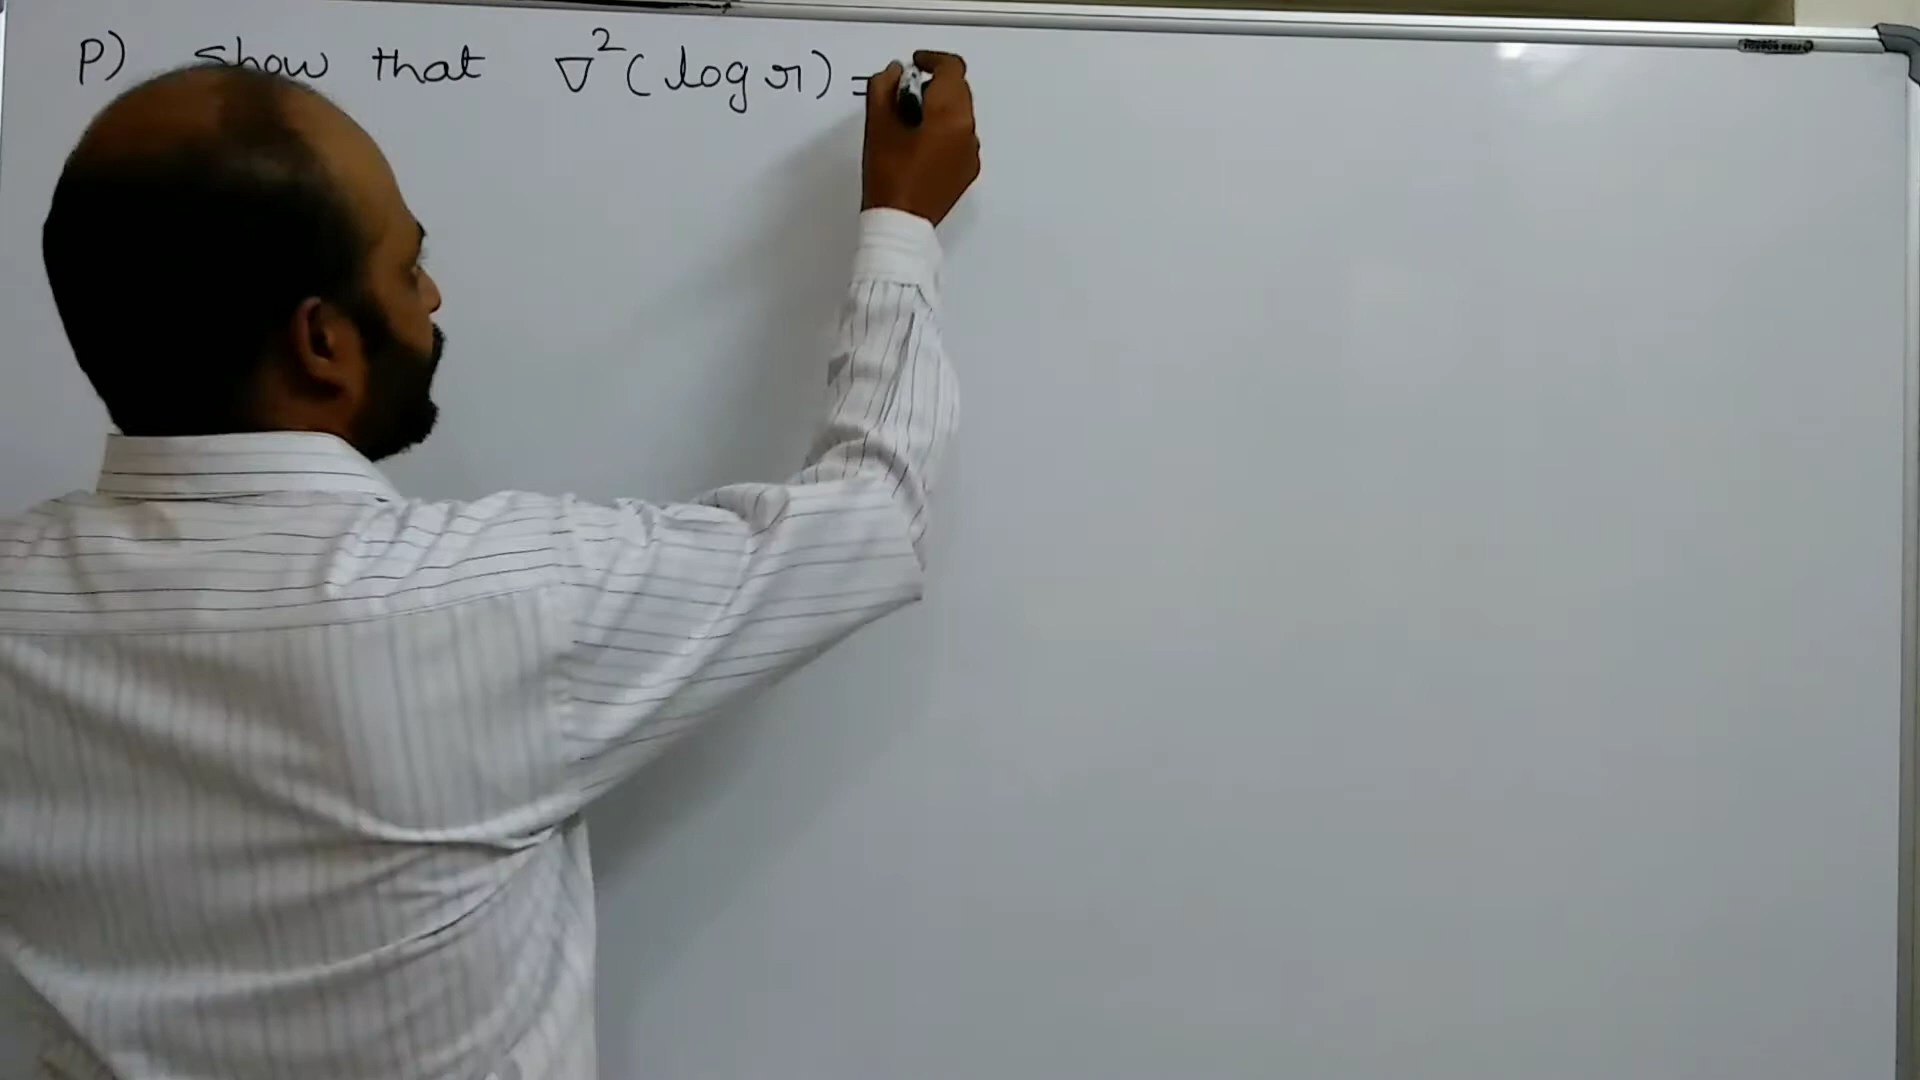 P) show that ∇²(log r) =